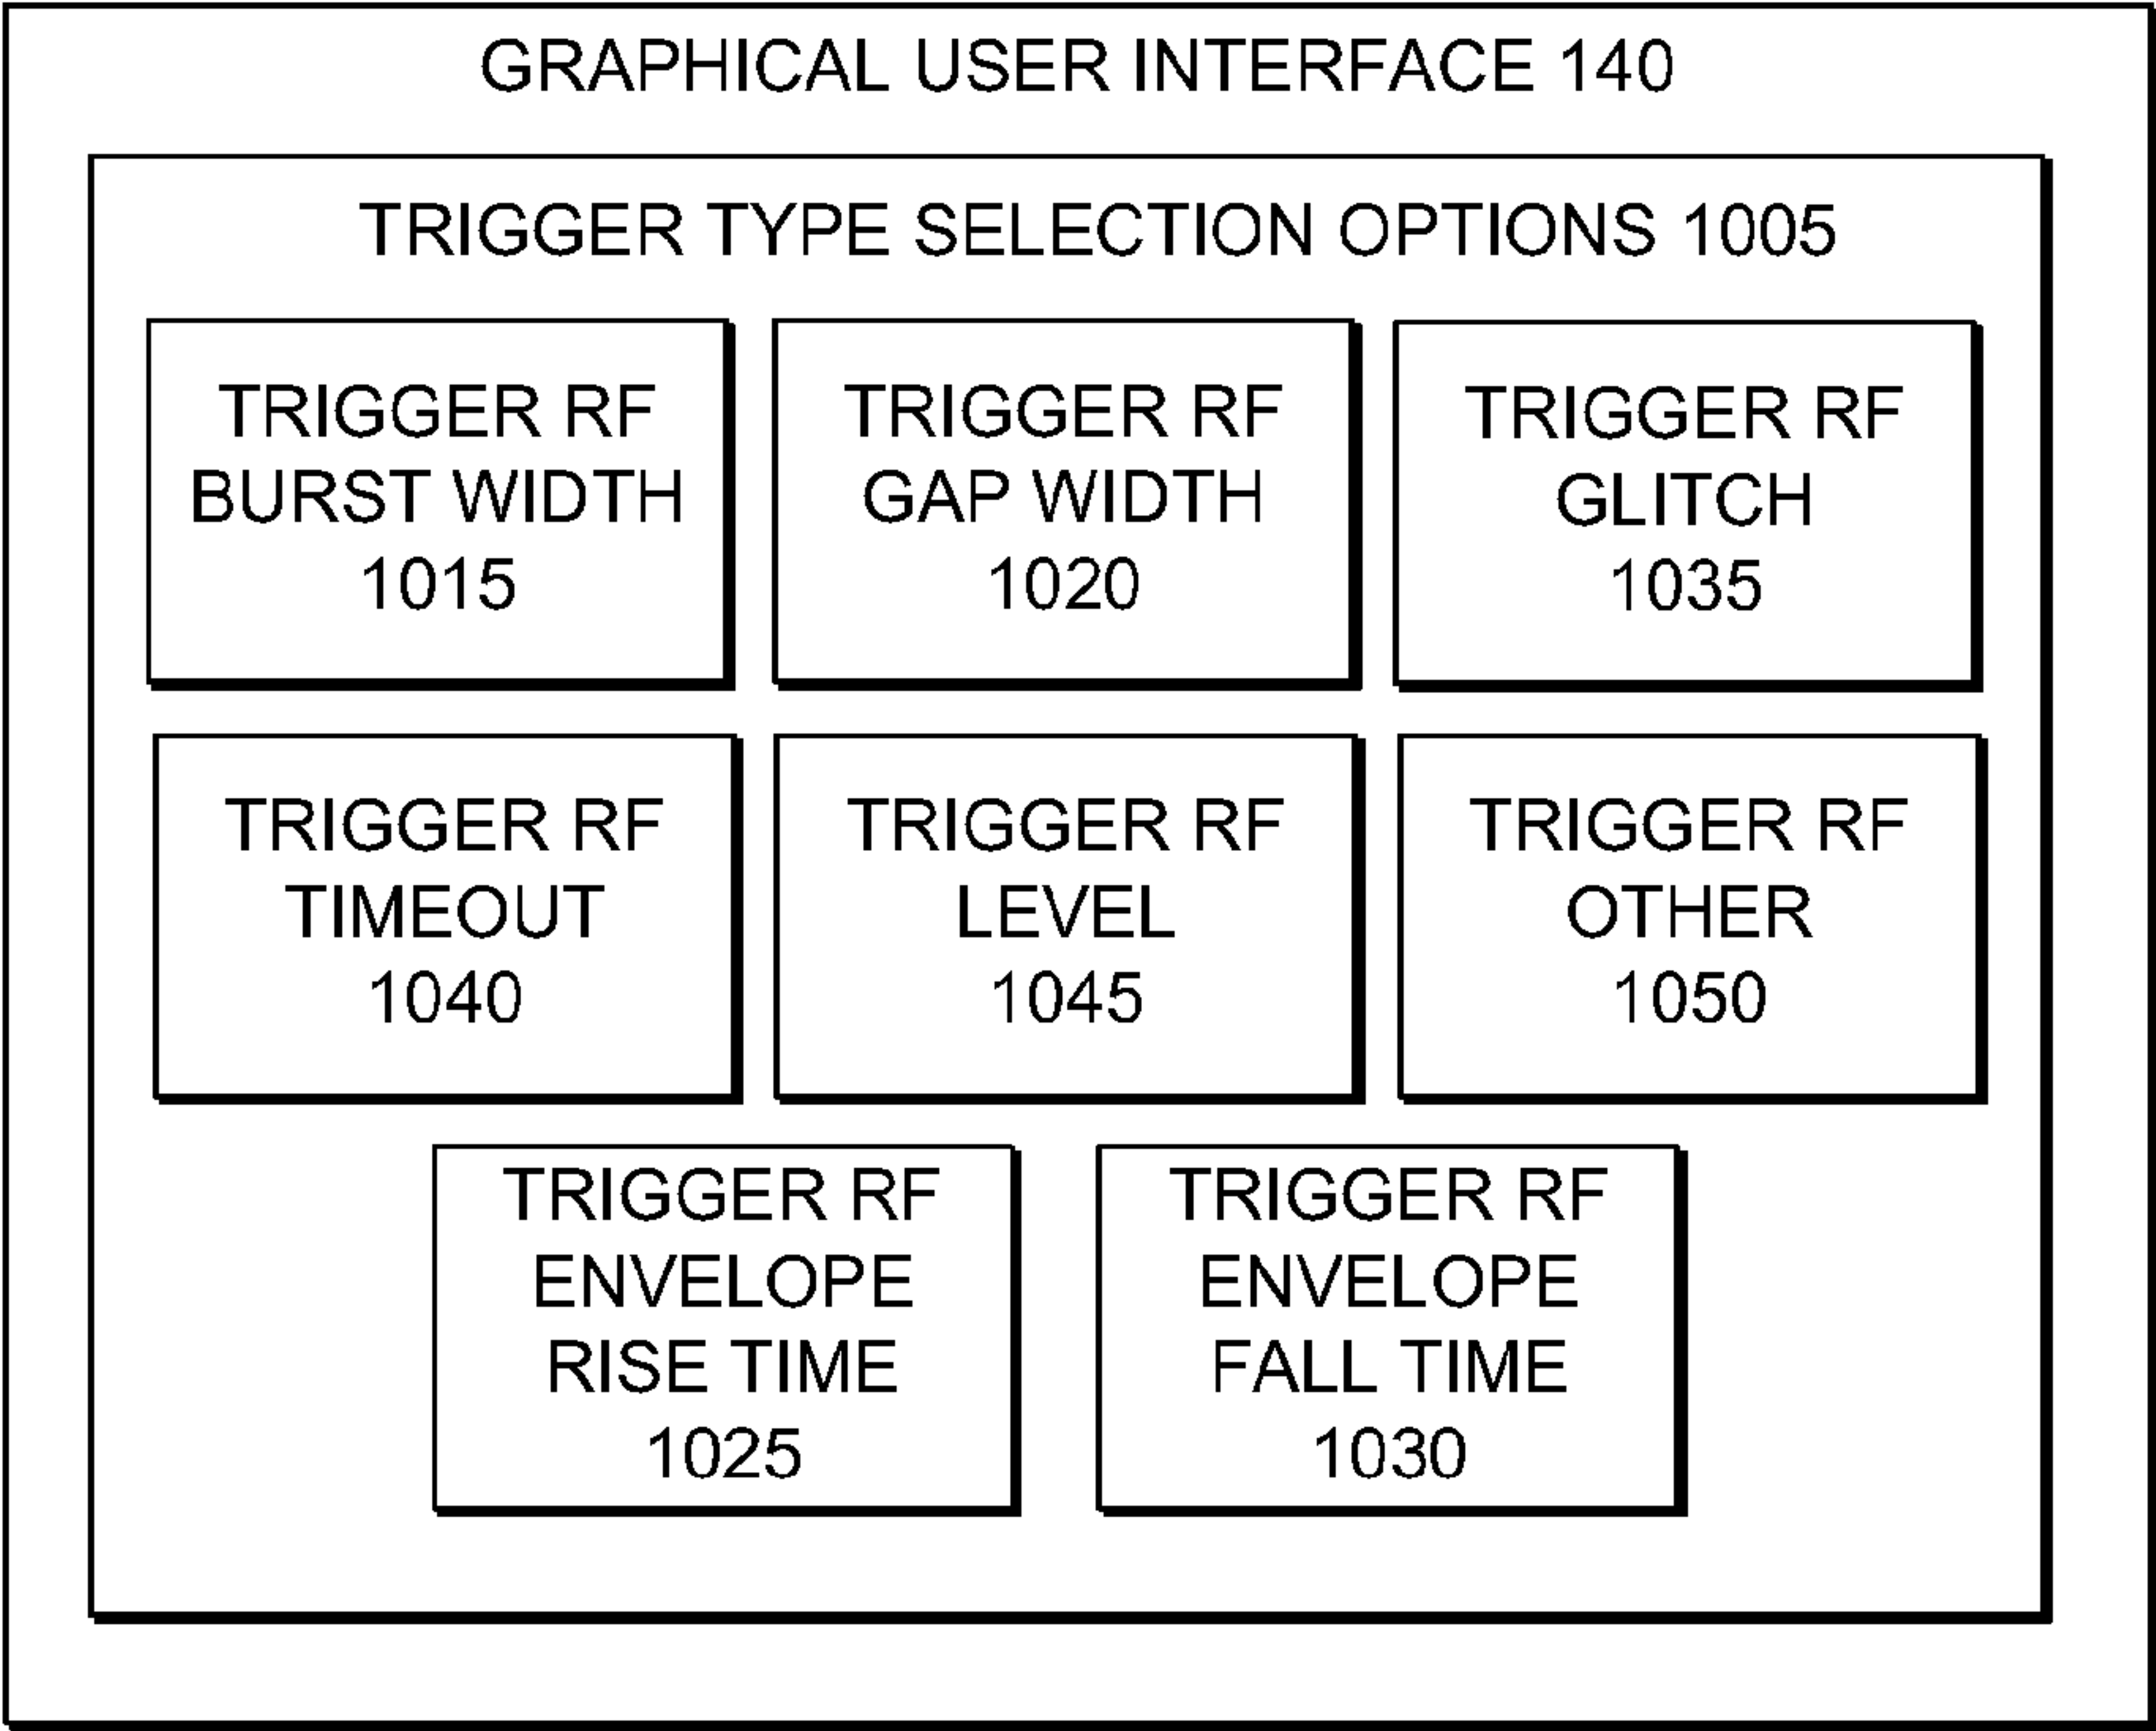 GRAPHICAL USER INTERFACE 140
TRIGGER TYPE SELECTION OPTIONS 1005
TRIGGER RF
BURST WIDTH
1015
TRIGGER RF
GAP WIDTH
1020
TRIGGER RF
GLITCH
1035
TRIGGER RF
TIMEOUT
1040
TRIGGER RF
LEVEL
1045
TRIGGER RF
OTHER
1050
TRIGGER RF
ENVELOPE
RISE TIME
1025
TRIGGER RF
ENVELOPE
FALL TIME
1030